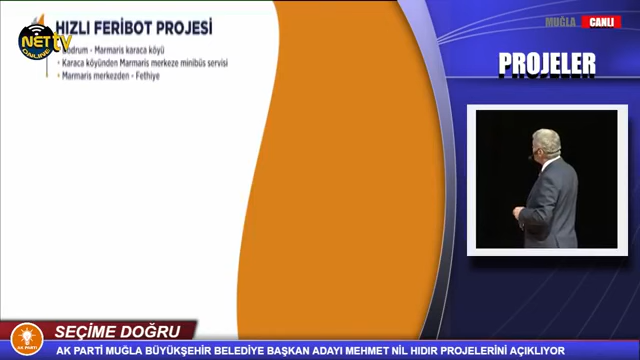 HIZLI FERİBOT PROJESİ
NET tv
ONLINE
Bodrum - Marmaris karaca köyü
Karaca köyünden Marmaris merkeze minibüs servisi
Marmaris merkezden - Fethiye
MUĞLA CANLI
PROJELER
SEÇİME DOĞRU
AK PARTİ
AK PARTİ MUĞLA BÜYÜKŞEHİR BELEDİYE BAŞKAN ADAYI MEHMET NİL HIDIR PROJELERİNİ AÇIKLIYOR